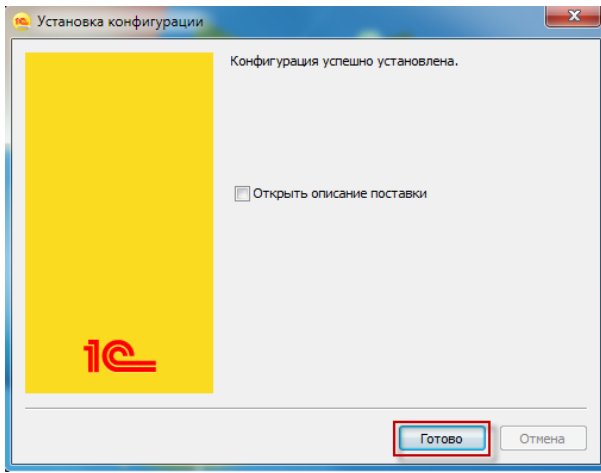 Установка конфигурации
Конфигурация успешно установлена.
Открыть описание поставки
1С
Готово
Отмена